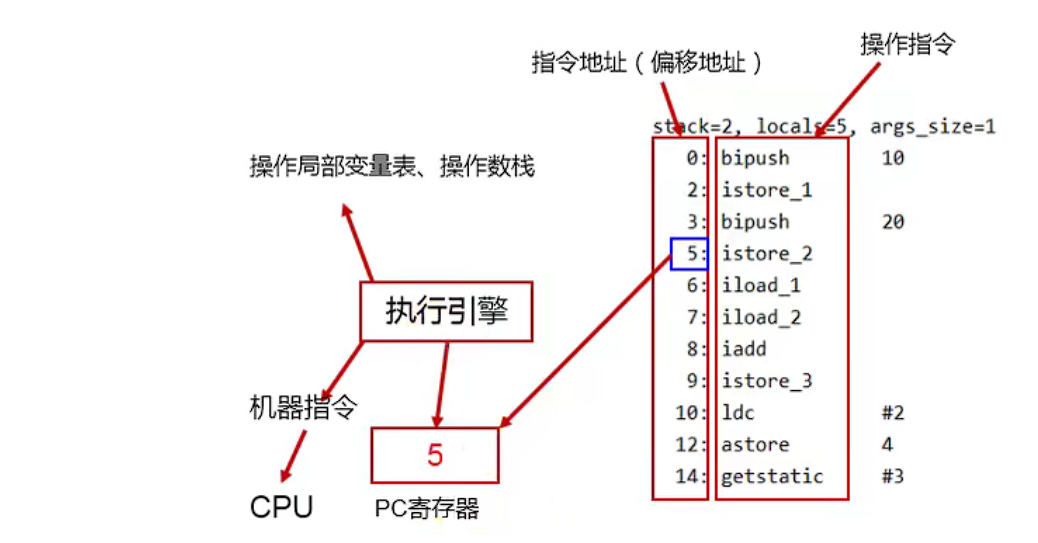 操作指令
指令地址（偏移地址）
stack=2, locals=5, args_size=1
0: bipush 10
2: istore_1
3: bipush 20
5: istore_2
6: iload_1
7: iload_2
8: iadd
9: istore_3
10: ldc #2
12: astore 4
14: getstatic #3
操作局部变量表、操作数栈
执行引擎
机器指令
CPU
5
PC寄存器